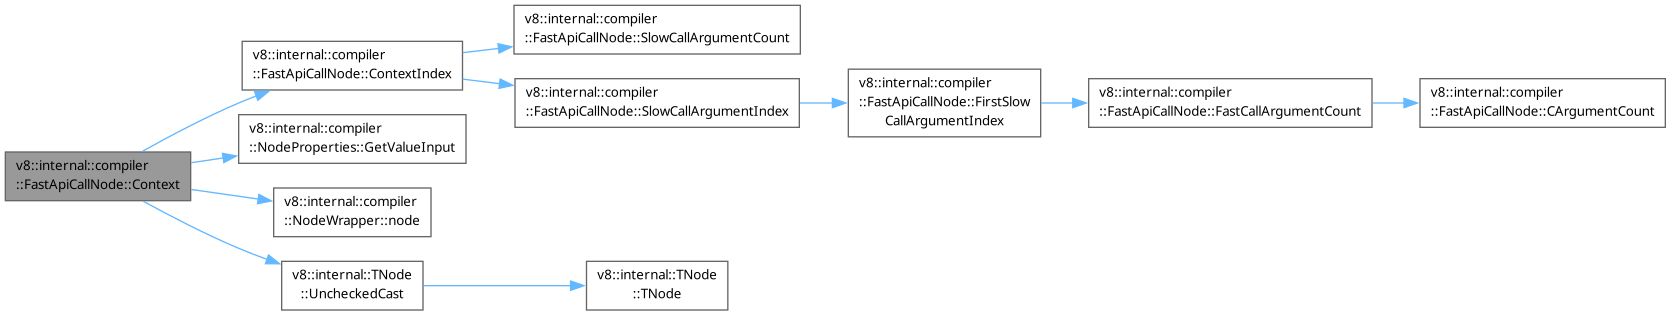 v8::internal::compiler
::FastApiCallNode::Context
v8::internal::compiler
::FastApiCallNode::ContextIndex
v8::internal::compiler
::FastApiCallNode::SlowCallArgumentCount
v8::internal::compiler
::FastApiCallNode::SlowCallArgumentIndex
v8::internal::compiler
::FastApiCallNode::FirstSlow
CallArgumentIndex
v8::internal::compiler
::FastApiCallNode::FastCallArgumentCount
v8::internal::compiler
::FastApiCallNode::CArgumentCount
v8::internal::compiler
::NodeProperties::GetValueInput
v8::internal::compiler
::NodeWrapper::node
v8::internal::TNode
::UncheckedCast
v8::internal::TNode
::TNode